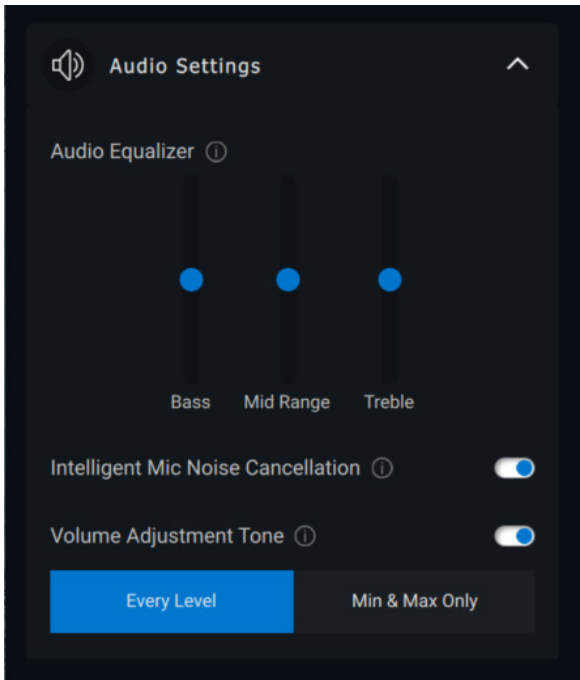 Audio Settings
Audio Equalizer
Bass Mid Range Treble
Intelligent Mic Noise Cancellation
Volume Adjustment Tone
Every Level Min & Max Only